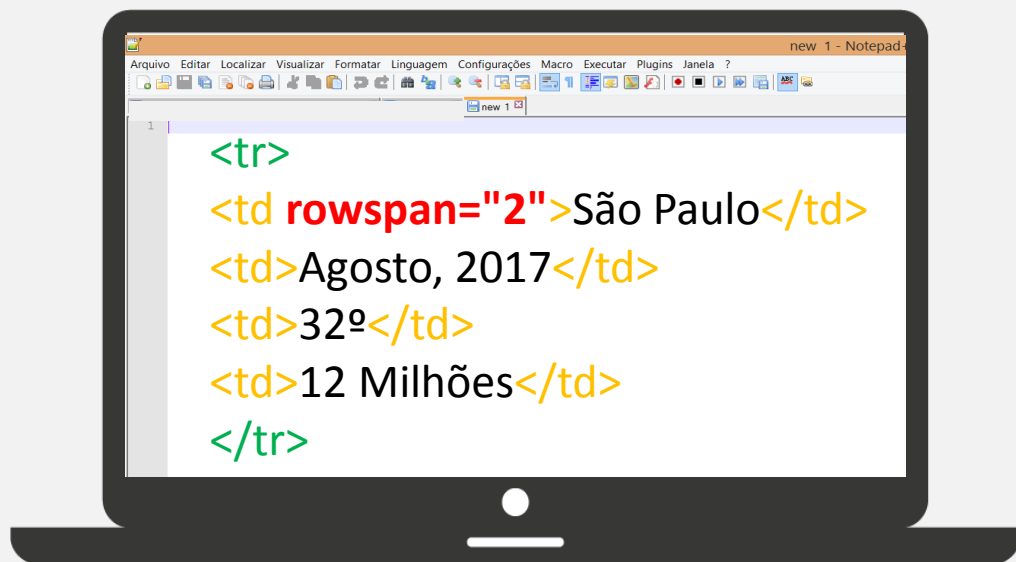 new 1 - Notepad+
Arquivo Editar Localizar Visualizar Formatar Linguagem Configurações Macro Executar Plugins Janela ?
ABC
new 1
1
<tr>
<td rowspan="2">São Paulo</td>
<td>Agosto, 2017</td>
<td>32º</td>
<td>12 Milhões</td>
</tr>